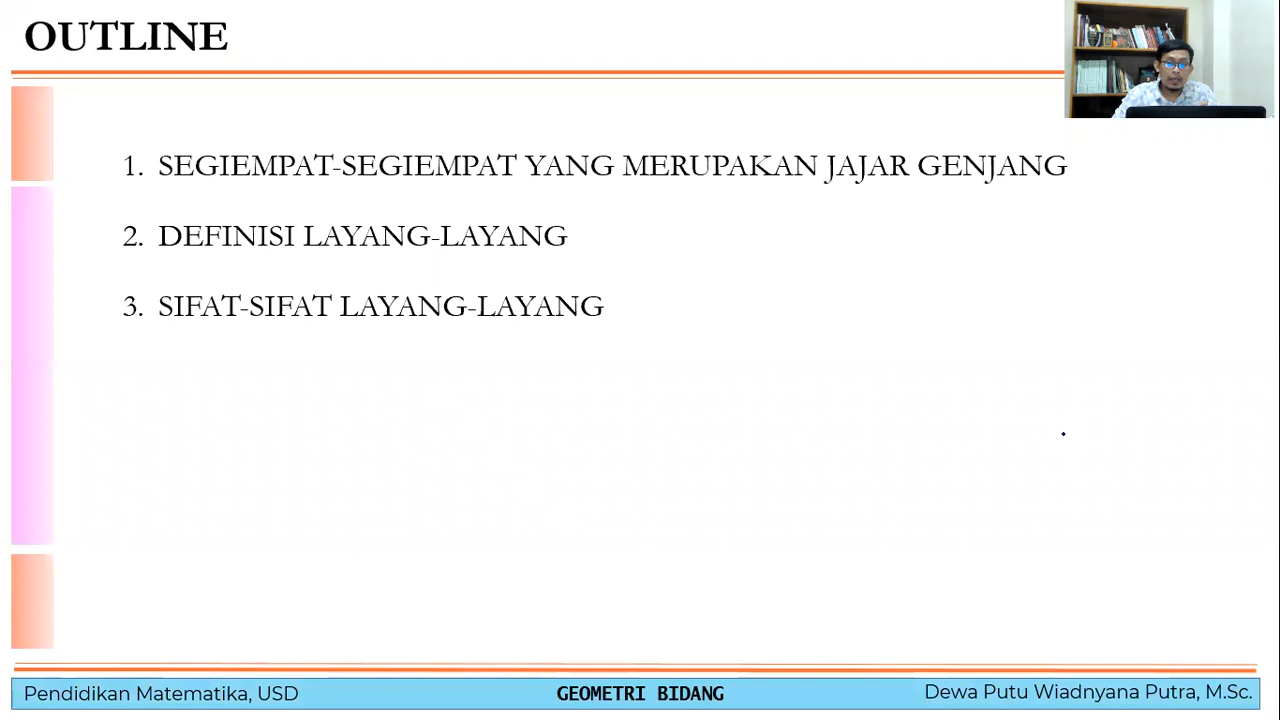 OUTLINE
1. SEGIEMPAT-SEGIEMPAT YANG MERUPAKAN JAJAR GENJANG
2. DEFINISI LAYANG-LAYANG
3. SIFAT-SIFAT LAYANG-LAYANG
Pendidikan Matematika, USD
GEOMETRI BIDANG
Dewa Putu Wiadnyana Putra, M.Sc.